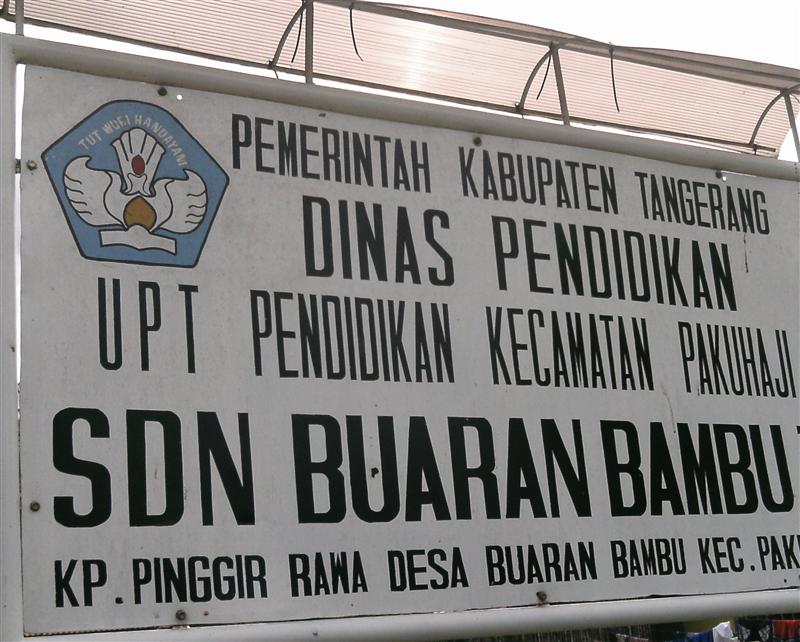 TUT WURI HANDAYANI
PEMERINTAH KABUPATEN TANGERANG
DINAS PENDIDIKAN
UPT PENDIDIKAN KECAMATAN PAKUHAJI
SDN BUARAN BAMBU
KP. PINGGIR RAWA DESA BUARAN BAMBU KEC. PAK